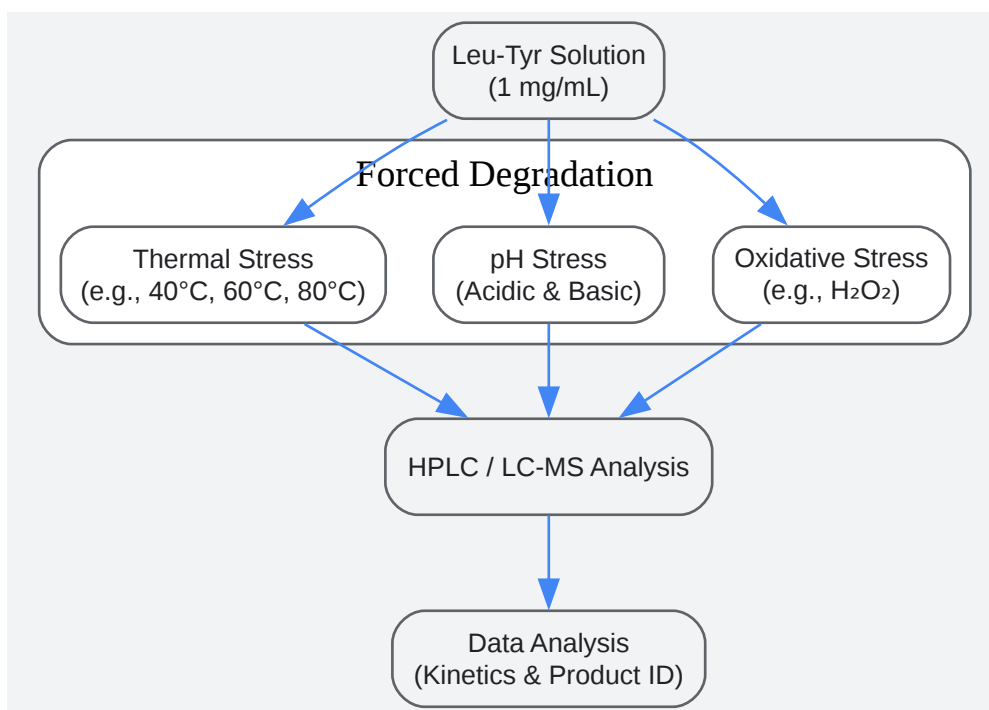 Leu-Tyr Solution
(1 mg/mL)
Forced Degradation
Thermal Stress
(e.g., 40°C, 60°C, 80°C)
pH Stress
(Acidic & Basic)
Oxidative Stress
(e.g., H₂O₂)
HPLC / LC-MS Analysis
Data Analysis
(Kinetics & Product ID)